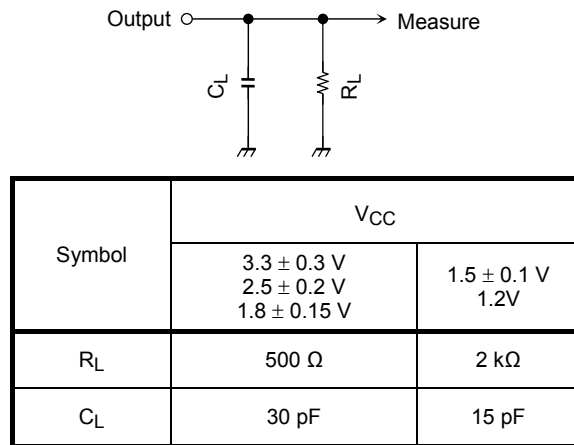 Output
Measure
CL
RL
Symbol
VCC
3.3 ± 0.3 V
2.5 ± 0.2 V
1.8 ± 0.15 V
1.5 ± 0.1 V
1.2V
RL
500 Ω
2 kΩ
CL
30 pF
15 pF